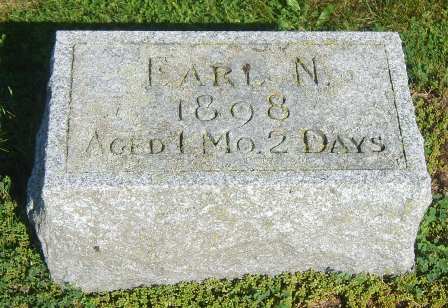 EARL N.
1898
AGED 1 MO. 2 DAYS